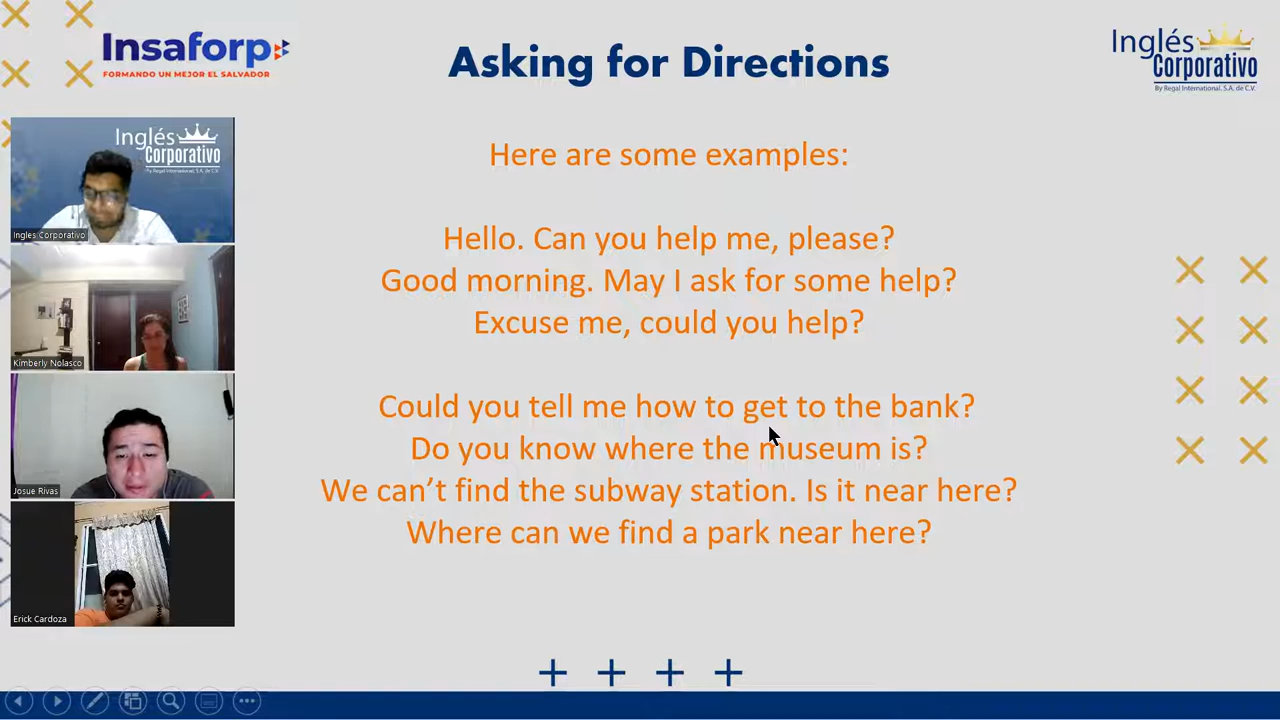 Insaforp
FORMANDO UN MEJOR EL SALVADOR
Asking for Directions
Inglés
Corporativo
By Regal International, S.A. de C.V.
Inglés
Corporativo
Ingles Corporativo
Kimberly Nolasco
Josue Rivas
Erick Cardoza
Here are some examples:
Hello. Can you help me, please?
Good morning. May I ask for some help?
Excuse me, could you help?
Could you tell me how to get to the bank?
Do you know where the museum is?
We can’t find the subway station. Is it near here?
Where can we find a park near here?